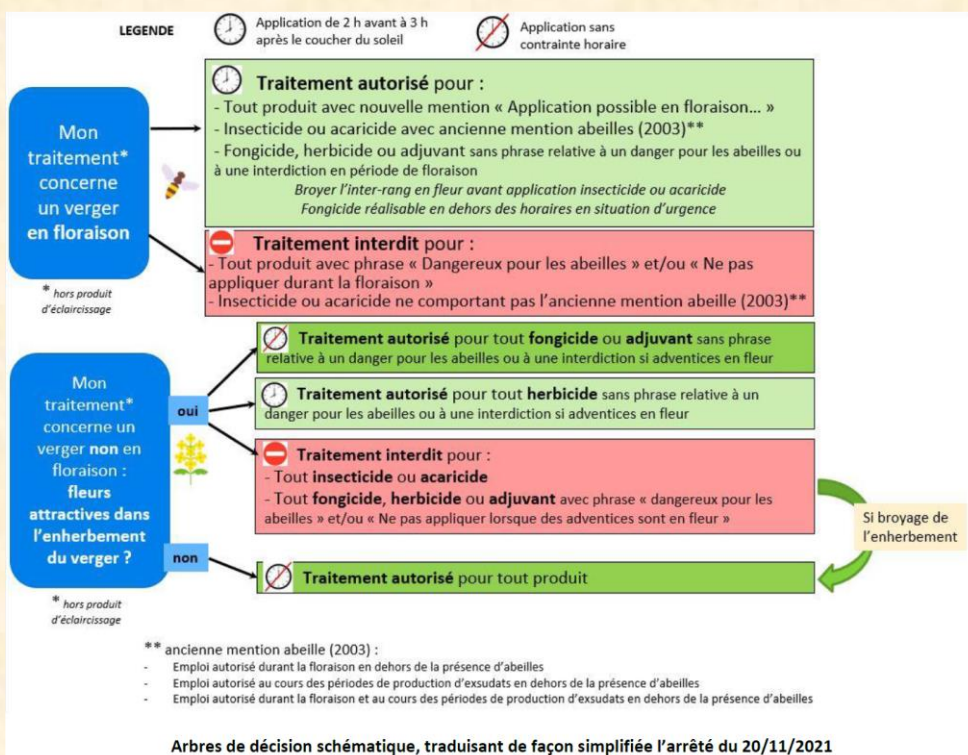 LEGENDE
Application de 2 h avant à 3 h
après le coucher du soleil
Application sans
contrainte horaire
Mon
traitement*
concerne
un verger
en floraison
* hors produit
d'éclaircissage
Traitement autorisé pour :
- Tout produit avec nouvelle mention « Application possible en floraison... »
- Insecticide ou acaricide avec ancienne mention abeilles (2003)**
- Fongicide, herbicide ou adjuvant sans phrase relative à un danger pour les abeilles ou
à une interdiction en période de floraison
Broyer l'inter-rang en fleur avant application insecticide ou acaricide
Fongicide réalisable en dehors des horaires en situation d'urgence
Traitement interdit pour :
- Tout produit avec phrase « Dangereux pour les abeilles » et/ou « Ne pas
appliquer durant la floraison »
- Insecticide ou acaricide ne comportant pas l'ancienne mention abeille (2003)**
Mon
traitement*
concerne un
verger non en
floraison :
fleurs
attractives dans
l'enherbement
du verger ?
* hors produit
d'éclaircissage
oui
Traitement autorisé pour tout fongicide ou adjuvant sans phrase
relative à un danger pour les abeilles ou à une interdiction si adventices en fleur
Traitement autorisé pour tout herbicide sans phrase relative à un
danger pour les abeilles ou à une interdiction si adventices en fleur
Traitement interdit pour :
- Tout insecticide ou acaricide
- Tout fongicide, herbicide ou adjuvant avec phrase « dangereux pour les
abeilles » et/ou « Ne pas appliquer lorsque des adventices sont en fleur »
Si broyage de
l'enherbement
non
Traitement autorisé pour tout produit
** ancienne mention abeille (2003) :
- Emploi autorisé durant la floraison en dehors de la présence d'abeilles
- Emploi autorisé au cours des périodes de production d'exsudats en dehors de la présence d'abeilles
- Emploi autorisé durant la floraison et au cours des périodes de production d'exsudats en dehors de la présence d'abeilles
Arbres de décision schématique, traduisant de façon simplifiée l'arrêté du 20/11/2021